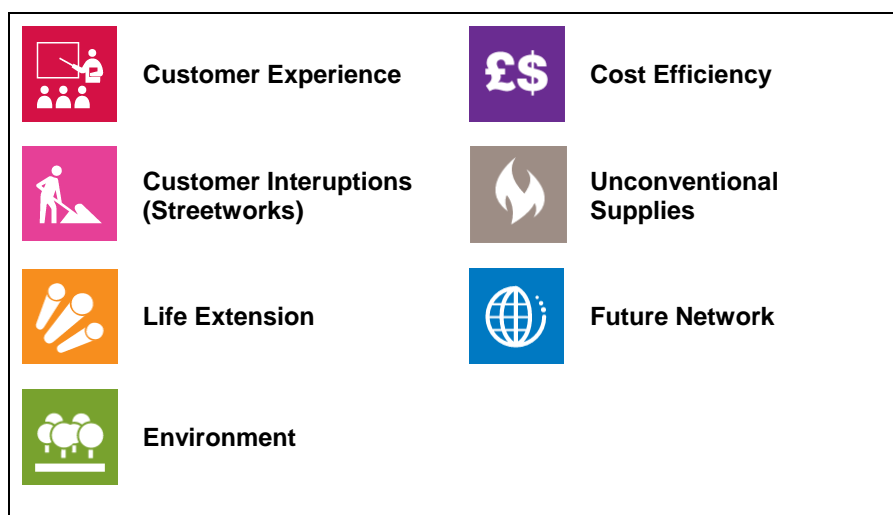 Customer Experience
£$
Cost Efficiency
Customer Interuptions
(Streetworks)
Unconventional
Supplies
Life Extension
Future Network
Environment